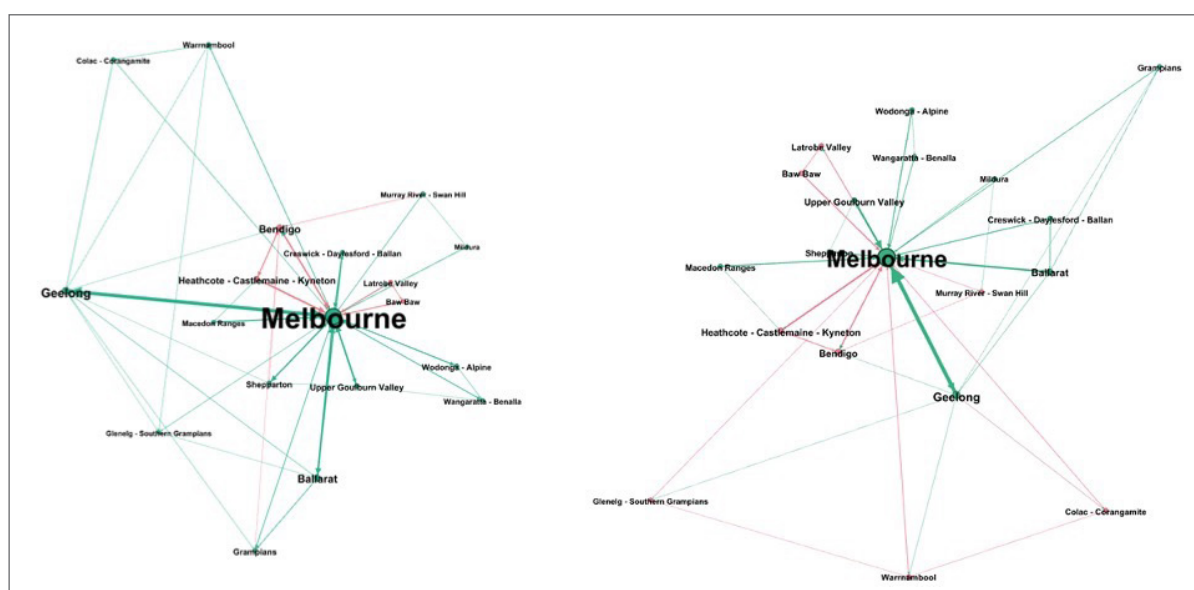 Warrnambool
Colac - Corangamite
Murray River - Swan Hill
Bendigo
Mildura
Creswick - Daylesford - Ballan
Heathcote - Castlemaine - Kyneton
Latrobe Valley
Geelong
Baw Baw
Melbourne
Macedon Ranges
Wodonga - Alpine
Shepparton
Upper Goulburn Valley
Wangaratta - Benalla
Glenelg - Southern Grampians
Ballarat
Grampians
Grampians
Wodonga - Alpine
Latrobe Valley
Wangaratta - Benalla
Baw Baw
Mildura
Upper Goulburn Valley
Creswick - Daylesford - Ballan
Shepparton
Melbourne
Macedon Ranges
Ballarat
Murray River - Swan Hill
Heathcote - Castlemaine - Kyneton
Bendigo
Geelong
Glenelg - Southern Grampians
Colac - Corangamite
Warrnambool